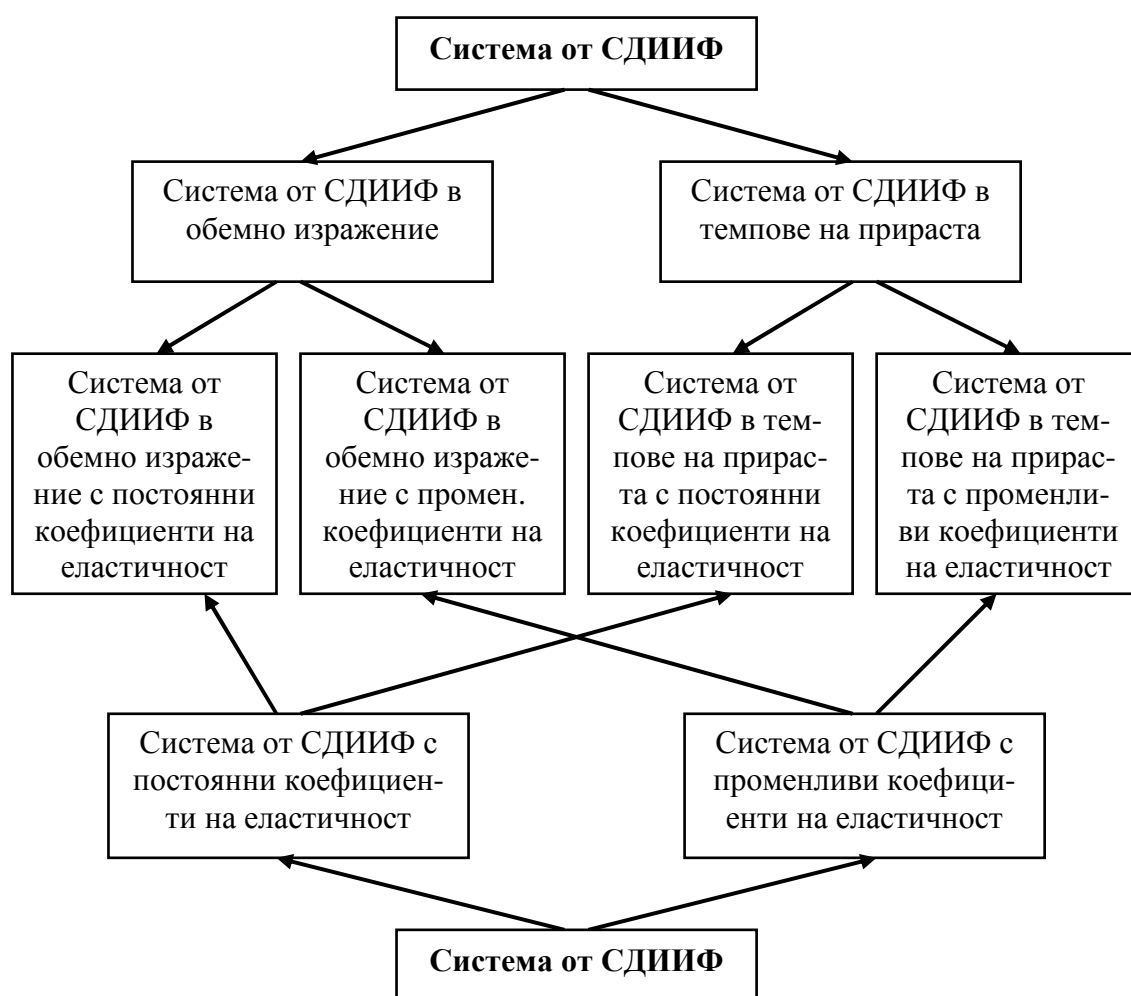 Система от СДИИФ
Система от СДИИФ в
обемно изражение
Система от СДИИФ в
темпове на прираста
Система от
СДИИФ в
обемно израже-
ние с постоянни
коефициенти на
еластичност
Система от
СДИИФ в
обемно израже-
ние с промен.
коефициенти на
еластичност
Система от
СДИИФ в тем-
пове на прирас-
та с постоянни
коефициенти на
еластичност
Система от
СДИИФ в тем-
пове на прирас-
та с променли-
ви коефициенти
на еластичност
Система от СДИИФ с
постоянни коефициен-
ти на еластичност
Система от СДИИФ с
променливи коефици-
енти на еластичност
Система от СДИИФ